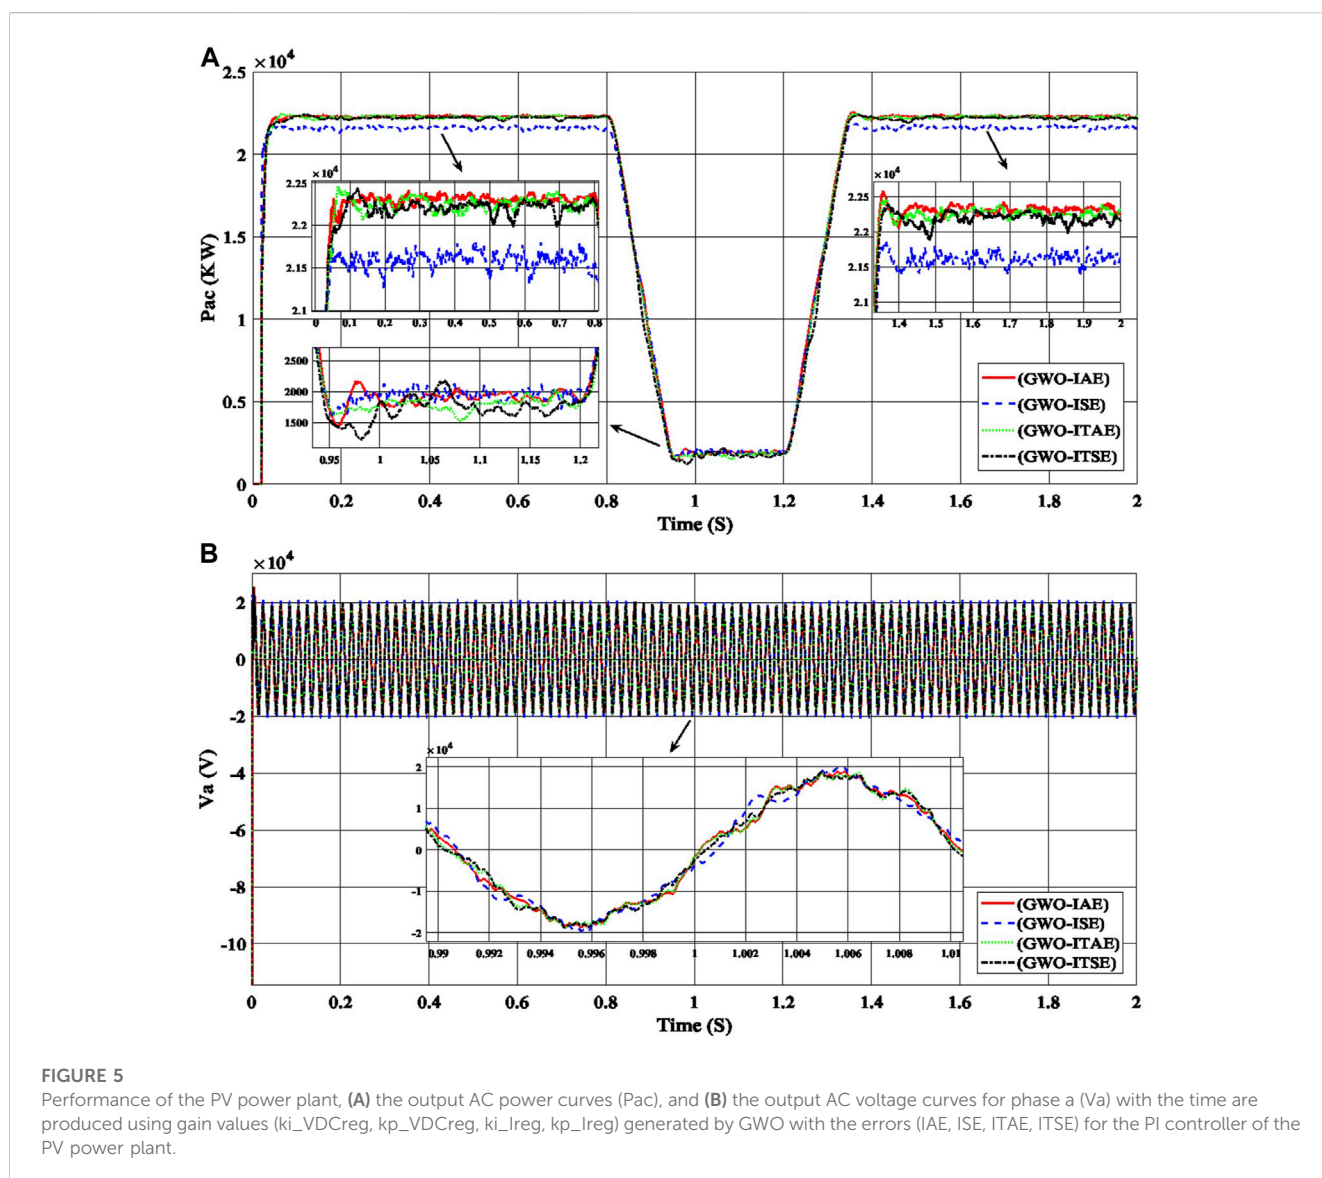 A
×10⁴
2.5
2
1.5
1
0.5
0
Pac (KW)
×10⁴
2.25
2.2
2.15
2.1
0 0.1 0.2 0.3 0.4 0.5 0.6 0.7 0.8
2500
2000
1500
0.95 1 1.05 1.1 1.15 1.2
×10⁴
2.25
2.2
2.15
2.1
1.4 1.5 1.6 1.7 1.8 1.9 2
(GWO-IAE)
(GWO-ISE)
(GWO-ITAE)
(GWO-ITSE)
0 0.2 0.4 0.6 0.8 1 1.2 1.4 1.6 1.8 2
Time (S)
B
×10⁴
2
0
-2
-4
-6
-8
-10
Va (V)
×10⁴
2
1
0
-1
-2
0.99 0.992 0.994 0.996 0.998 1 1.002 1.004 1.006 1.008 1.01
(GWO-IAE)
(GWO-ISE)
(GWO-ITAE)
(GWO-ITSE)
0 0.2 0.4 0.6 0.8 1 1.2 1.4 1.6 1.8 2
Time (S)
FIGURE 5
Performance of the PV power plant, (A) the output AC power curves (Pac), and (B) the output AC voltage curves for phase a (Va) with the time are
produced using gain values (ki_VDCreg, kp_VDCreg, ki_Ireg, kp_Ireg) generated by GWO with the errors (IAE, ISE, ITAE, ITSE) for the PI controller of the
PV power plant.